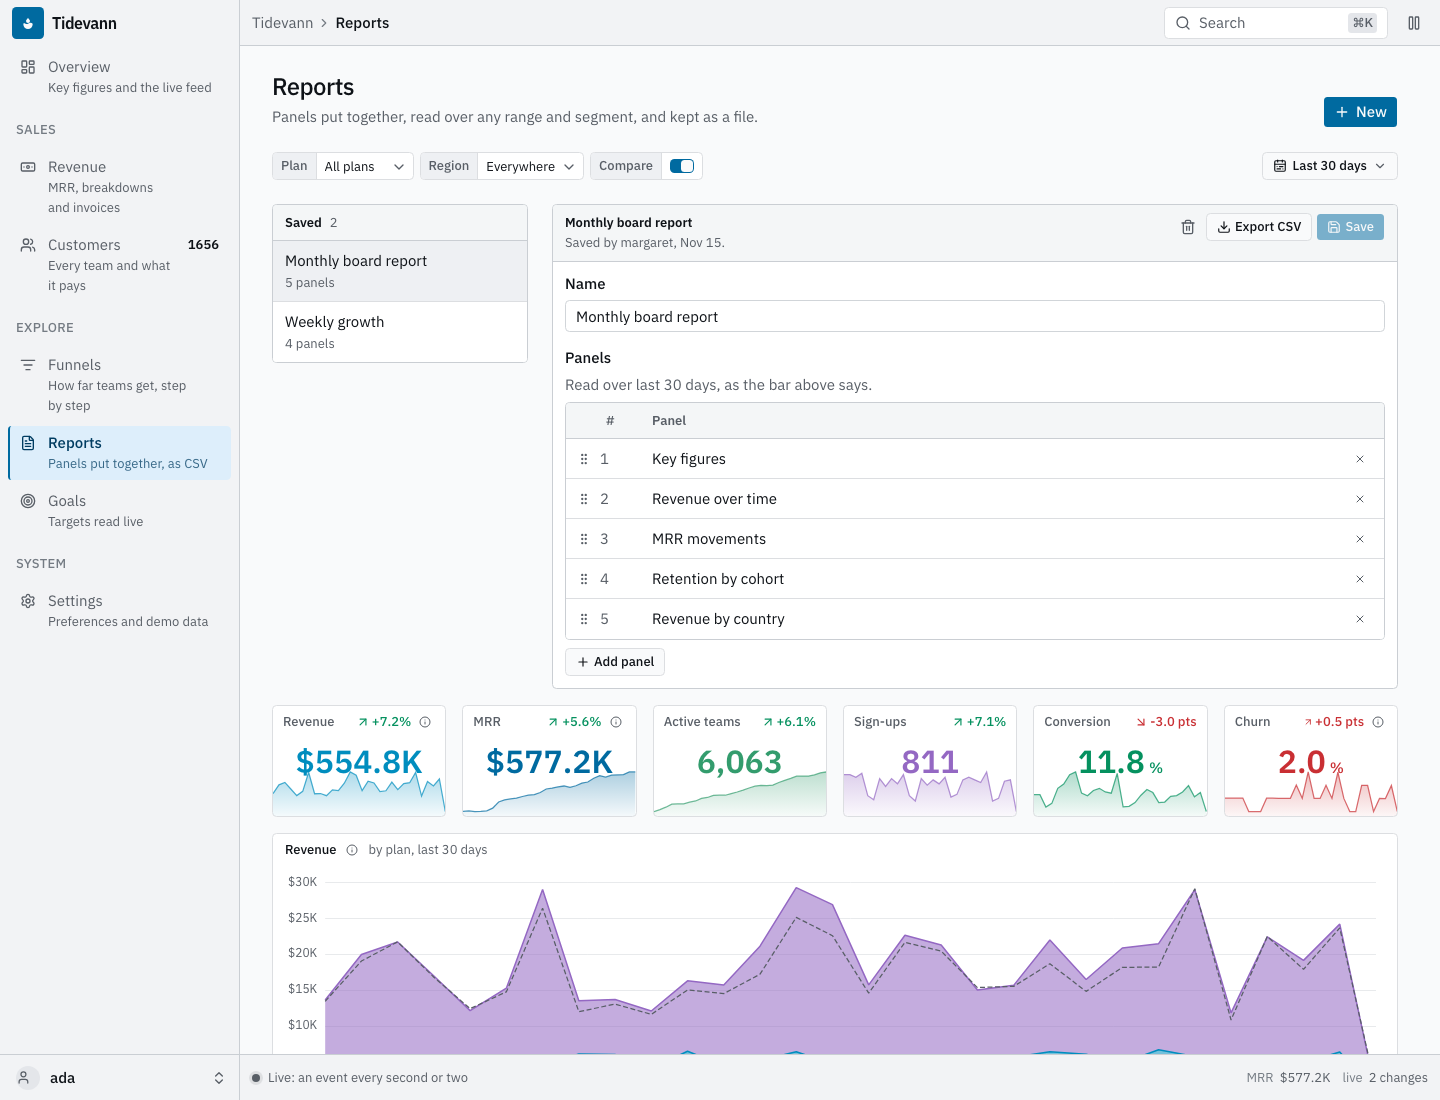 Tidevann
Overview
Key figures and the live feed
SALES
Revenue
MRR, breakdowns
and invoices
Customers 1656
Every team and what
it pays
EXPLORE
Funnels
How far teams get, step
by step
Reports
Panels put together, as CSV
Goals
Targets read live
SYSTEM
Settings
Preferences and demo data
ada
Tidevann > Reports
Search ⌘K
Reports
Panels put together, read over any range and segment, and kept as a file.
New
Plan All plans Region Everywhere Compare Last 30 days
Saved 2
Monthly board report
5 panels
Weekly growth
4 panels
Monthly board report
Saved by margaret, Nov 15.
Export CSV Save
Name
Monthly board report
Panels
Read over last 30 days, as the bar above says.
# Panel
1 Key figures
2 Revenue over time
3 MRR movements
4 Retention by cohort
5 Revenue by country
Add panel
Revenue +7.2%
$554.8K
MRR +5.6%
$577.2K
Active teams +6.1%
6,063
Sign-ups +7.1%
811
Conversion -3.0 pts
11.8 %
Churn +0.5 pts
2.0 %
Revenue by plan, last 30 days
$30K
$25K
$20K
$15K
$10K
Live: an event every second or two
MRR $577.2K live 2 changes